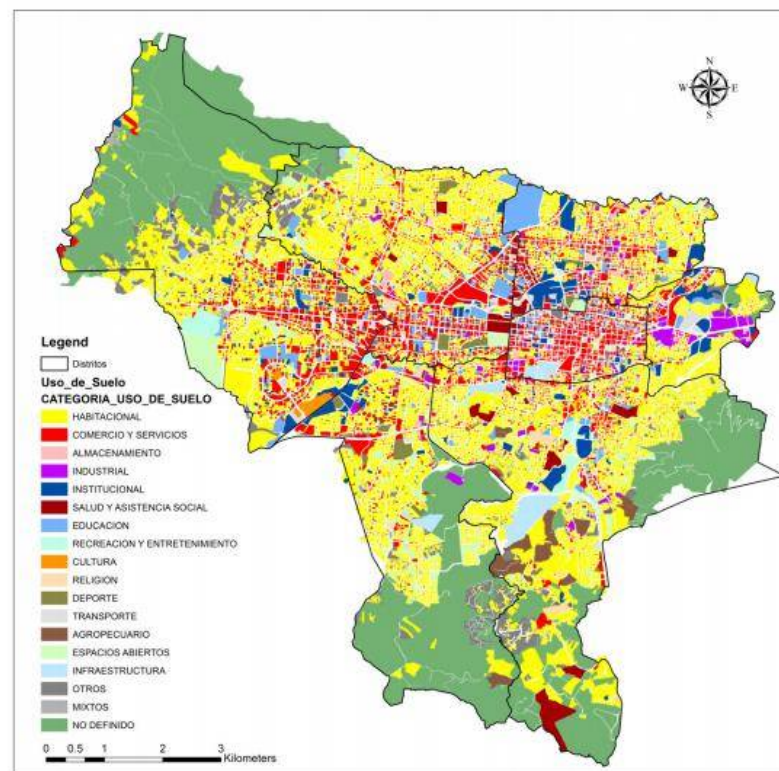 N
W E
S
Legend
Distritos
Uso_de_Suelo
CATEGORIA_USO_DE_SUELO
HABITACIONAL
COMERCIO Y SERVICIOS
ALMACENAMIENTO
INDUSTRIAL
INSTITUCIONAL
SALUD Y ASISTENCIA SOCIAL
EDUCACION
RECREACION Y ENTRETENIMIENTO
CULTURA
RELIGION
DEPORTE
TRANSPORTE
AGROPECUARIO
ESPACIOS ABIERTOS
INFRAESTRUCTURA
OTROS
MIXTOS
NO DEFINIDO
0 0.5 1 2 3
Kilometers